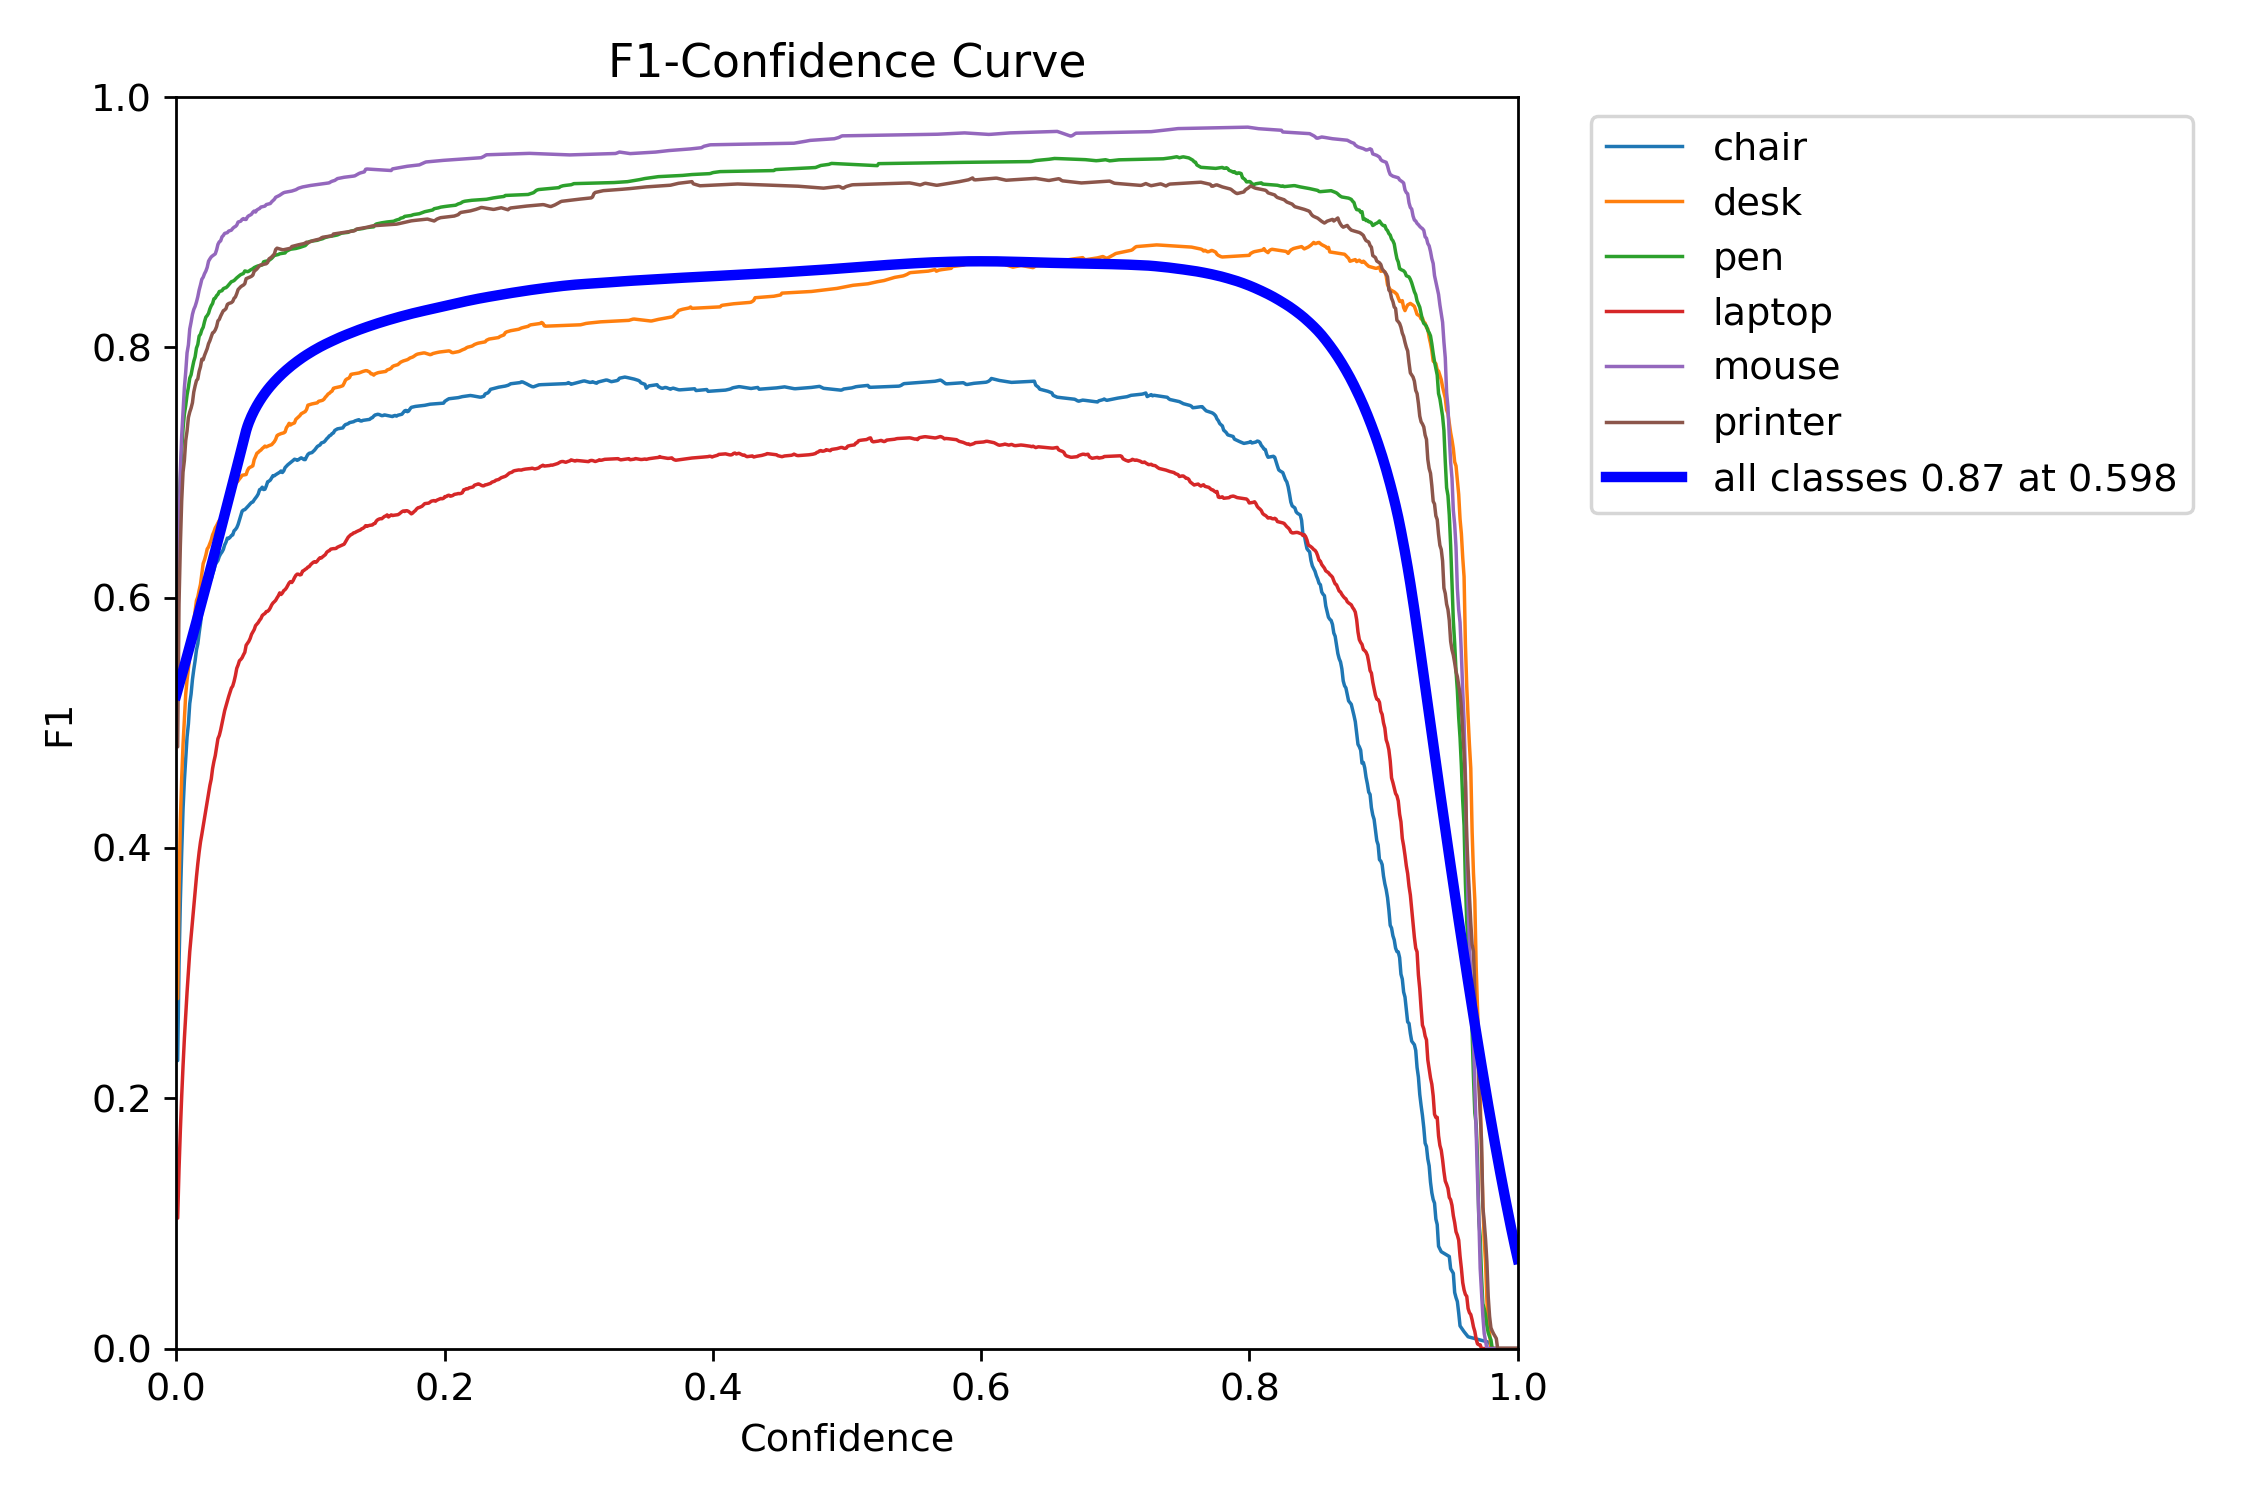 F1-Confidence Curve
1.0
0.8
0.6
0.4
0.2
0.0
F1
0.0 0.2 0.4 0.6 0.8 1.0
Confidence
chair
desk
pen
laptop
mouse
printer
all classes 0.87 at 0.598